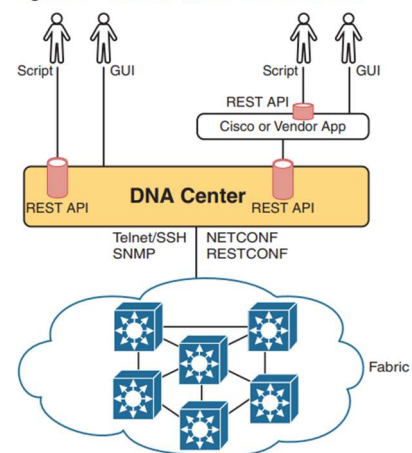 Script
GUI
Script
GUI
REST API
Cisco or Vendor App
DNA Center
REST API
REST API
Telnet/SSH
SNMP
NETCONF
RESTCONF
Fabric